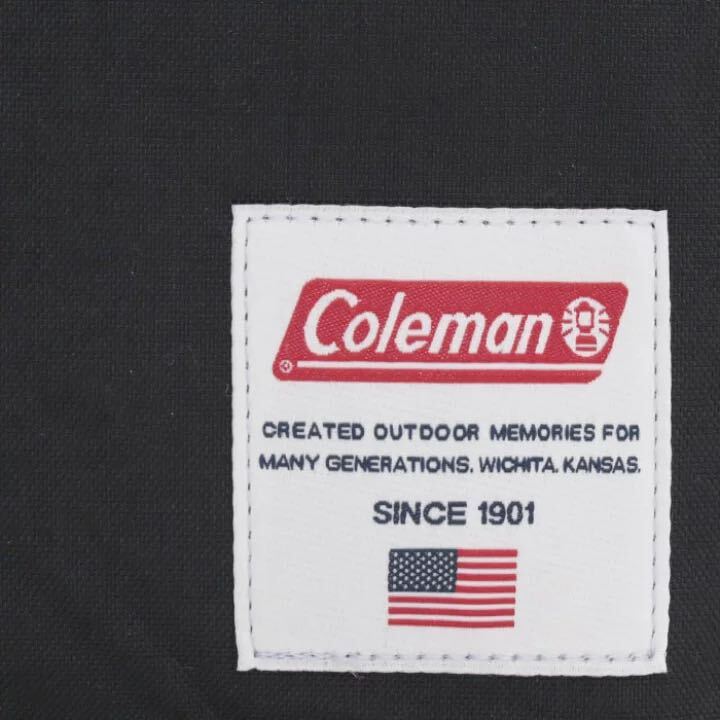 Coleman
®
CREATED OUTDOOR MEMORIES FOR
MANY GENERATIONS. WICHITA. KANSAS.
SINCE 1901